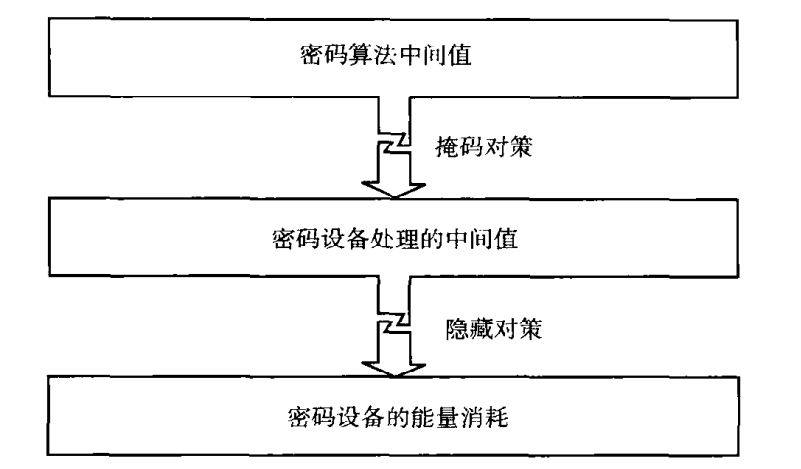 密码算法中间值
掩码对策
密码设备处理的中间值
隐藏对策
密码设备的能量消耗